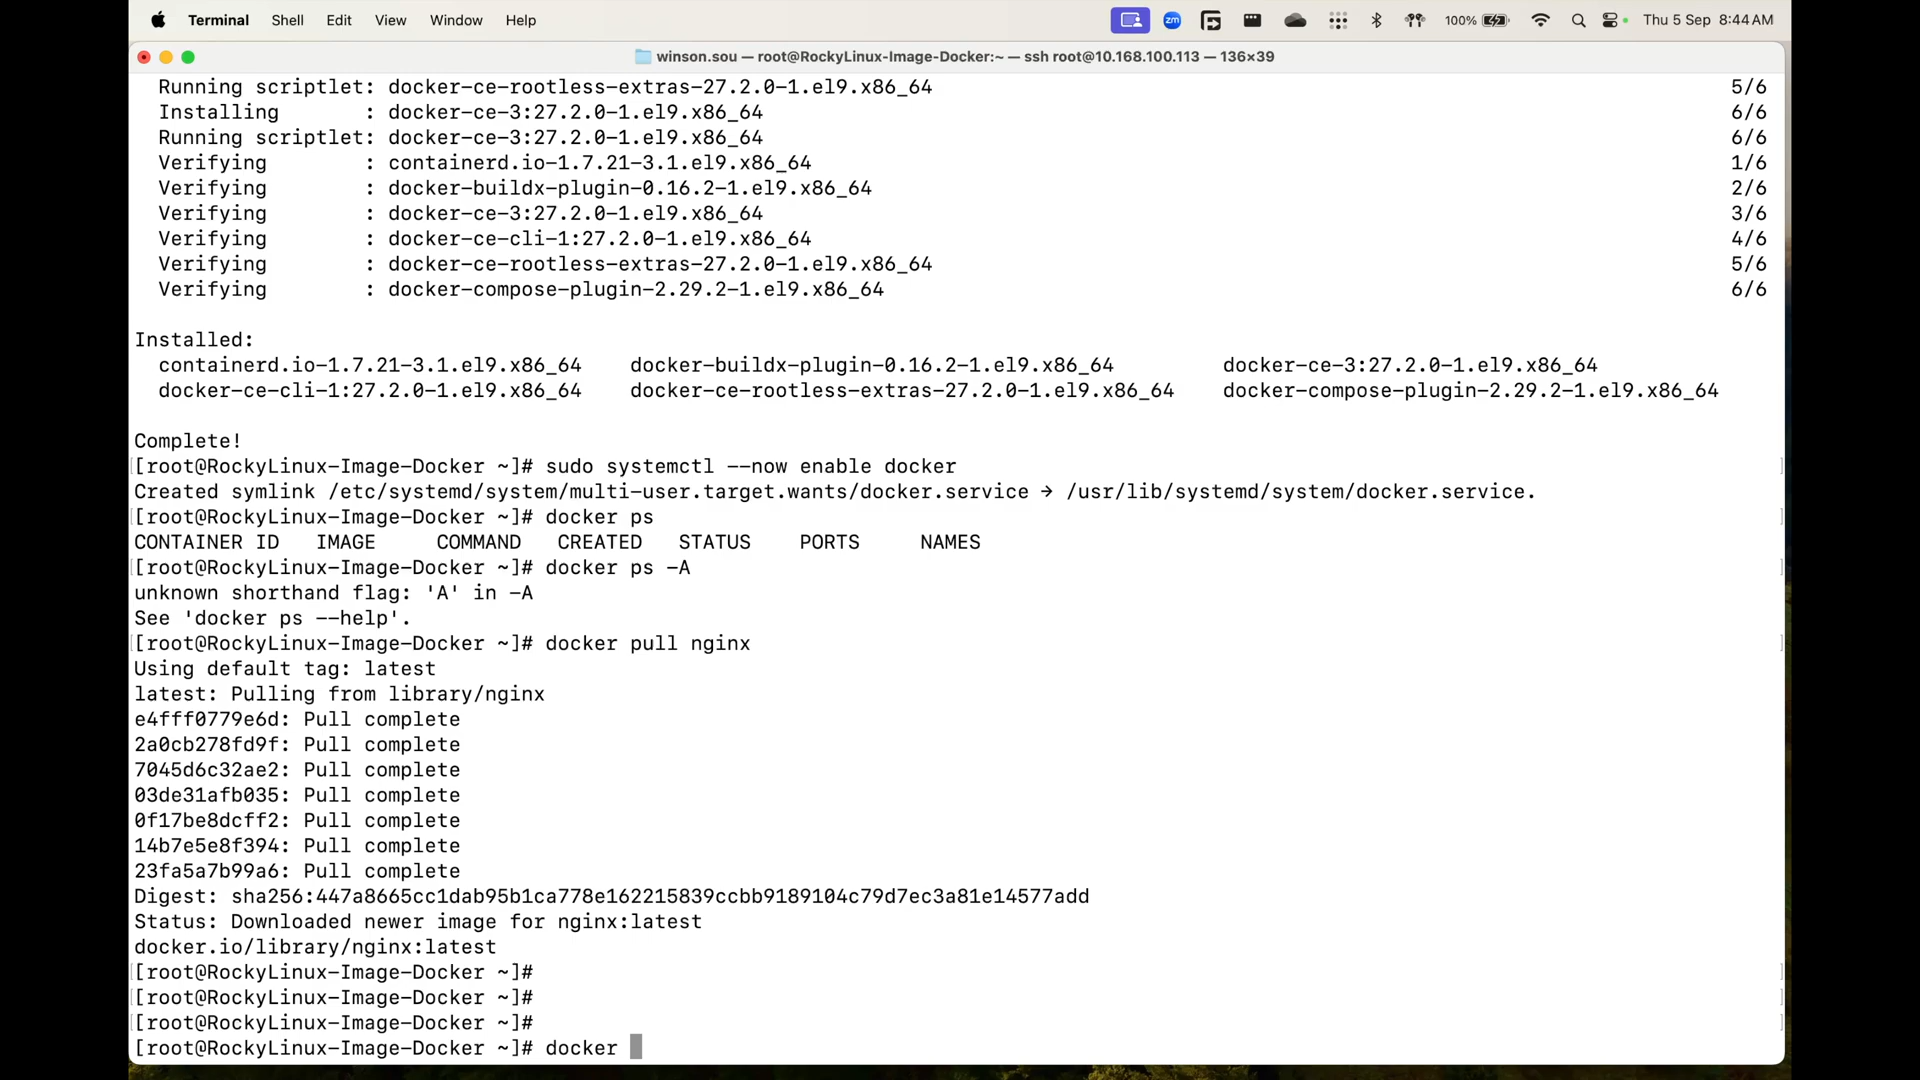 Terminal Shell Edit View Window Help zm 100% Thu 5 Sep 8:44 AM
winson.sou — root@RockyLinux-Image-Docker:~ — ssh root@10.168.100.113 — 136×39
Running scriptlet: docker-ce-rootless-extras-27.2.0-1.el9.x86_64 5/6
Installing : docker-ce-3:27.2.0-1.el9.x86_64 6/6
Running scriptlet: docker-ce-3:27.2.0-1.el9.x86_64 6/6
Verifying : containerd.io-1.7.21-3.1.el9.x86_64 1/6
Verifying : docker-buildx-plugin-0.16.2-1.el9.x86_64 2/6
Verifying : docker-ce-3:27.2.0-1.el9.x86_64 3/6
Verifying : docker-ce-cli-1:27.2.0-1.el9.x86_64 4/6
Verifying : docker-ce-rootless-extras-27.2.0-1.el9.x86_64 5/6
Verifying : docker-compose-plugin-2.29.2-1.el9.x86_64 6/6
Installed:
containerd.io-1.7.21-3.1.el9.x86_64 docker-buildx-plugin-0.16.2-1.el9.x86_64 docker-ce-3:27.2.0-1.el9.x86_64
docker-ce-cli-1:27.2.0-1.el9.x86_64 docker-ce-rootless-extras-27.2.0-1.el9.x86_64 docker-compose-plugin-2.29.2-1.el9.x86_64
Complete!
[root@RockyLinux-Image-Docker ~]# sudo systemctl --now enable docker
Created symlink /etc/systemd/system/multi-user.target.wants/docker.service → /usr/lib/systemd/system/docker.service.
[root@RockyLinux-Image-Docker ~]# docker ps
CONTAINER ID IMAGE COMMAND CREATED STATUS PORTS NAMES
[root@RockyLinux-Image-Docker ~]# docker ps -A
unknown shorthand flag: 'A' in -A
See 'docker ps --help'.
[root@RockyLinux-Image-Docker ~]# docker pull nginx
Using default tag: latest
latest: Pulling from library/nginx
e4fff0779e6d: Pull complete
2a0cb278fd9f: Pull complete
7045d6c32ae2: Pull complete
03de31afb035: Pull complete
0f17be8dcff2: Pull complete
14b7e5e8f394: Pull complete
23fa5a7b99a6: Pull complete
Digest: sha256:447a8665cc1dab95b1ca778e162215839ccbb9189104c79d7ec3a81e14577add
Status: Downloaded newer image for nginx:latest
docker.io/library/nginx:latest
[root@RockyLinux-Image-Docker ~]#
[root@RockyLinux-Image-Docker ~]#
[root@RockyLinux-Image-Docker ~]#
[root@RockyLinux-Image-Docker ~]# docker